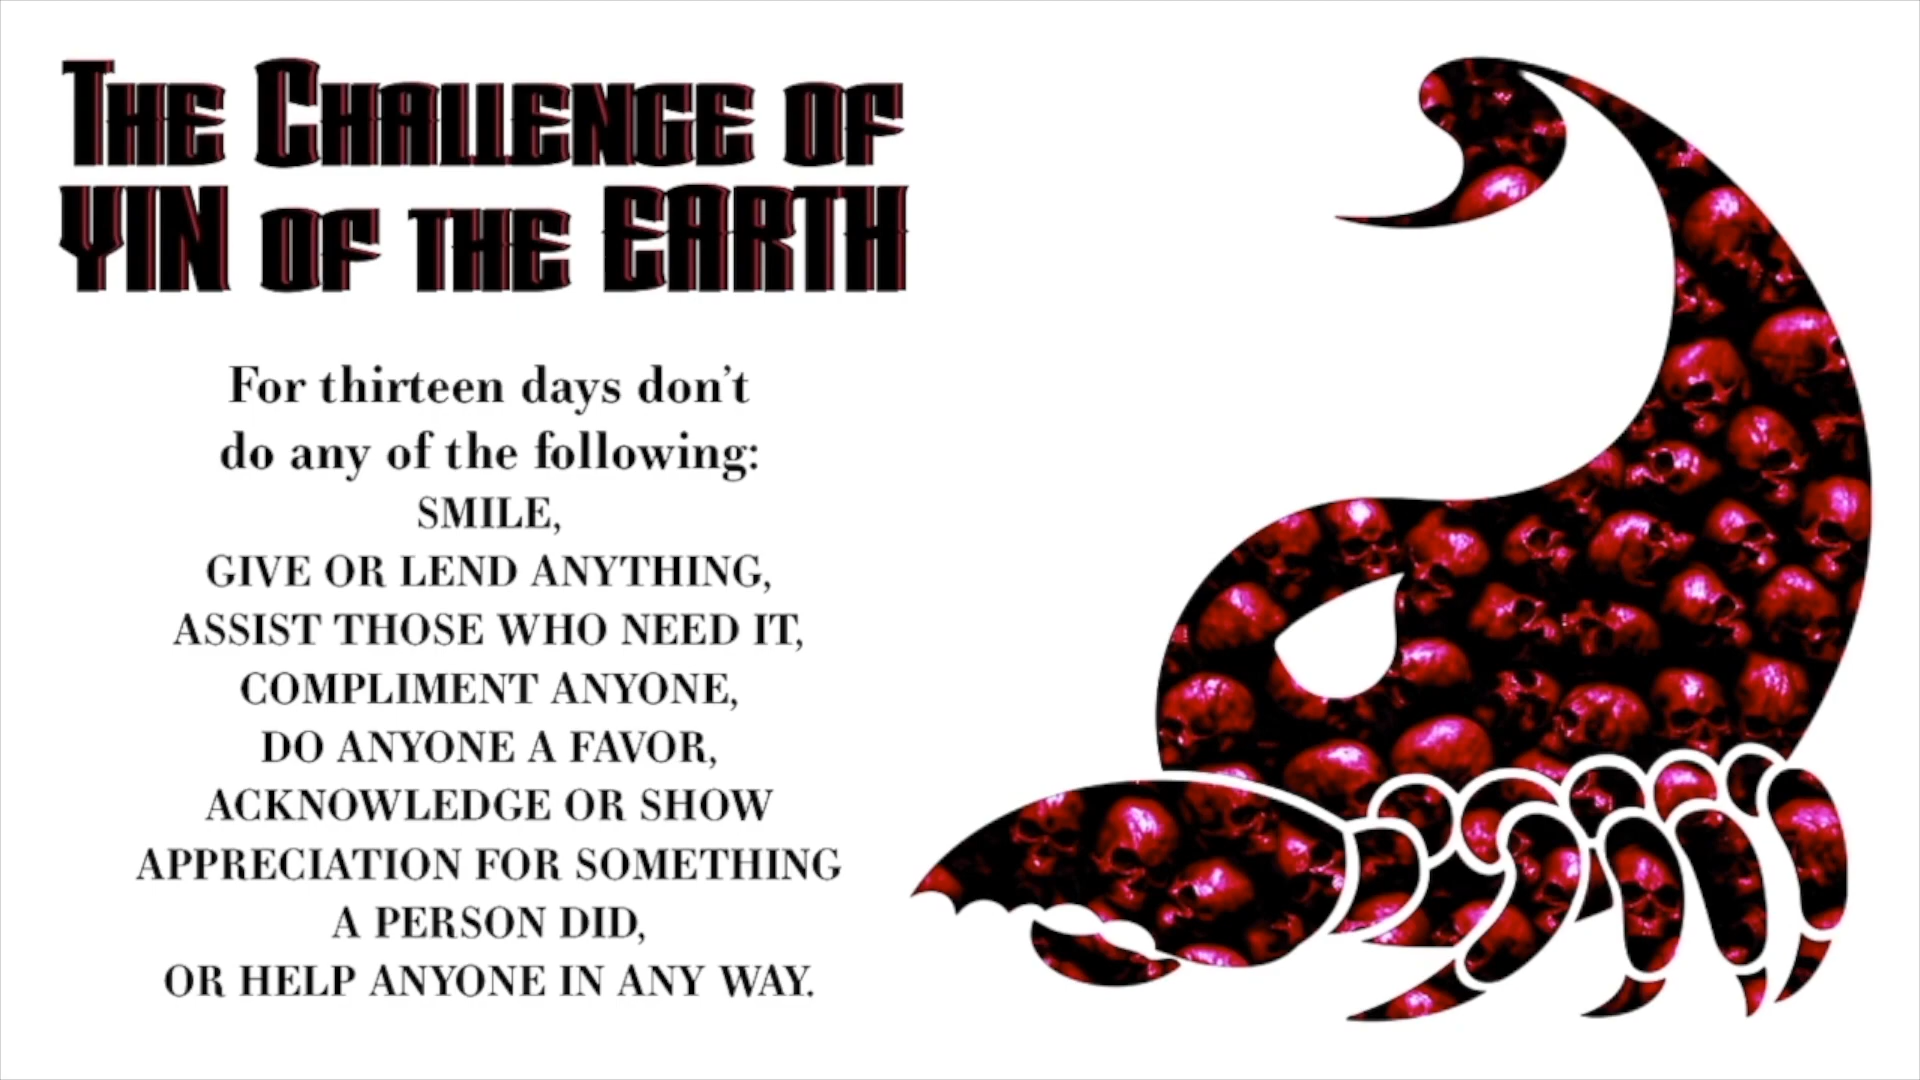 The Challenge of
YIN of the EARTH
For thirteen days don’t
do any of the following:
SMILE,
GIVE OR LEND ANYTHING,
ASSIST THOSE WHO NEED IT,
COMPLIMENT ANYONE,
DO ANYONE A FAVOR,
ACKNOWLEDGE OR SHOW
APPRECIATION FOR SOMETHING
A PERSON DID,
OR HELP ANYONE IN ANY WAY.